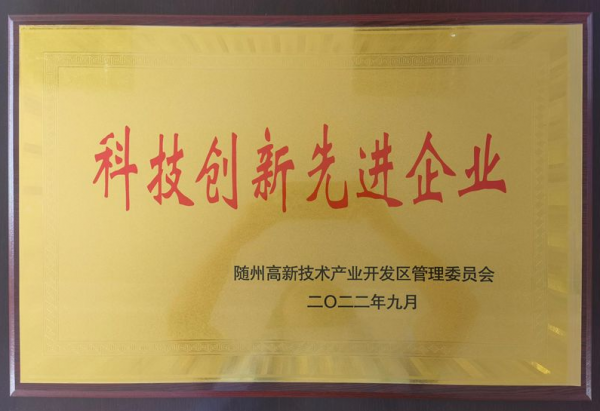 科技创新先进企业
随州高新技术产业开发区管理委员会
二〇二二年九月